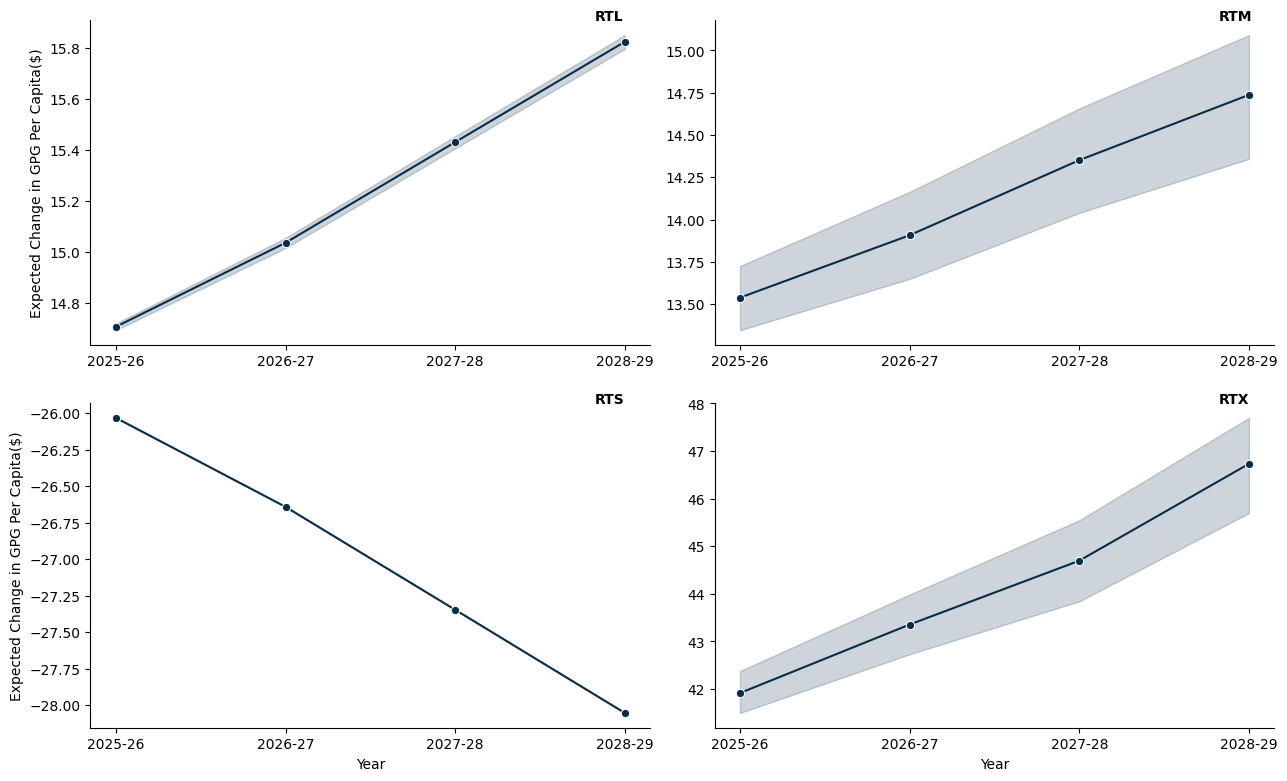 RTL
Expected Change in GPG Per Capita($)
15.8
15.6
15.4
15.2
15.0
14.8
2025-26 2026-27 2027-28 2028-29
RTM
15.00
14.75
14.50
14.25
14.00
13.75
13.50
2025-26 2026-27 2027-28 2028-29
RTS
Expected Change in GPG Per Capita($)
−26.00
−26.25
−26.50
−26.75
−27.00
−27.25
−27.50
−27.75
−28.00
2025-26 2026-27 2027-28 2028-29
Year
RTX
48
47
46
45
44
43
42
2025-26 2026-27 2027-28 2028-29
Year